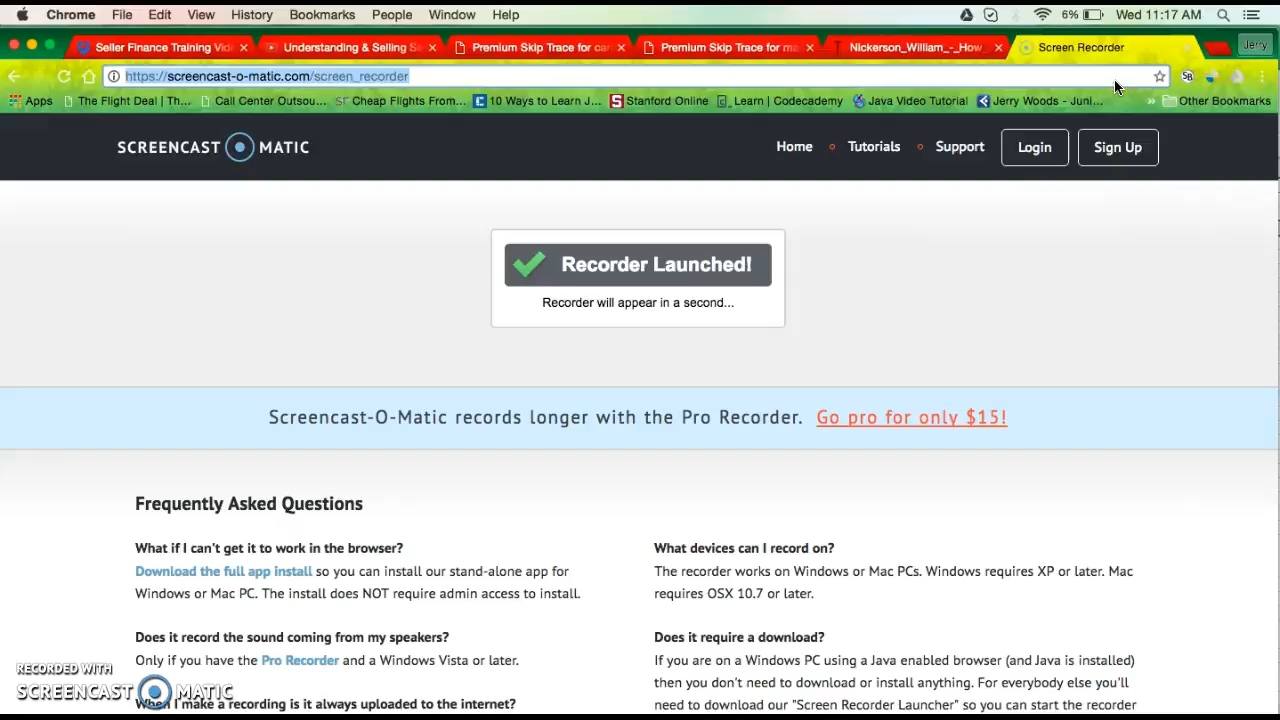 Chrome File Edit View History Bookmarks People Window Help 6% Wed 11:17 AM
Seller Finance Training Vid Understanding & Selling S Premium Skip Trace for ca Premium Skip Trace for ma Nickerson_William_-_How_ Screen Recorder Jerry
https://screencast-o-matic.com/screen_recorder
Apps The Flight Deal | Th... Call Center Outsou... SF Cheap Flights From... 10 Ways to Learn J... Stanford Online Learn | Codecademy Java Video Tutorial Jerry Woods - Juni... » Other Bookmarks
SCREENCAST MATIC Home Tutorials Support Login Sign Up
Recorder Launched!
Recorder will appear in a second...
Screencast-O-Matic records longer with the Pro Recorder. Go pro for only $15!
Frequently Asked Questions
What if I can't get it to work in the browser?
Download the full app install so you can install our stand-alone app for
Windows or Mac PC. The install does NOT require admin access to install.
Does it record the sound coming from my speakers?
Only if you have the Pro Recorder and a Windows Vista or later.
When I make a recording is it always uploaded to the internet?
What devices can I record on?
The recorder works on Windows or Mac PCs. Windows requires XP or later. Mac
requires OSX 10.7 or later.
Does it require a download?
If you are on a Windows PC using a Java enabled browser (and Java is installed)
then you don't need to download or install anything. For everybody else you'll
need to download our "Screen Recorder Launcher" so you can start the recorder
RECORDED WITH
SCREENCAST MATIC